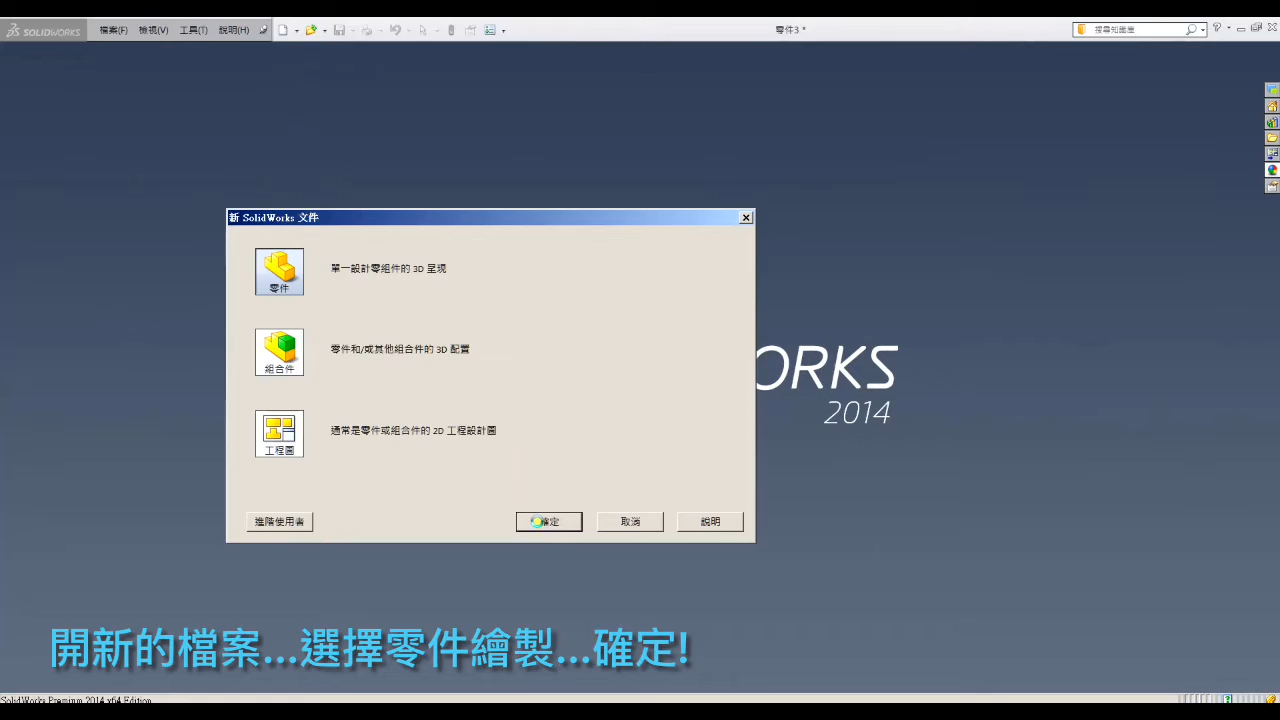 SOLIDWORKS 檔案(F) 檢視(V) 工具(T) 說明(H) 零件3 * 搜尋知識庫 ?
新 SolidWorks 文件
零件 單一設計零組件的 3D 呈現
組合件 零件和/或其他組合件的 3D 配置
工程圖 通常是零件或組合件的 2D 工程設計圖
ORKS
2014
進階使用者 確定 取消 說明
開新的檔案...選擇零件繪製...確定!
SolidWorks Premium 2014 x64 Edition